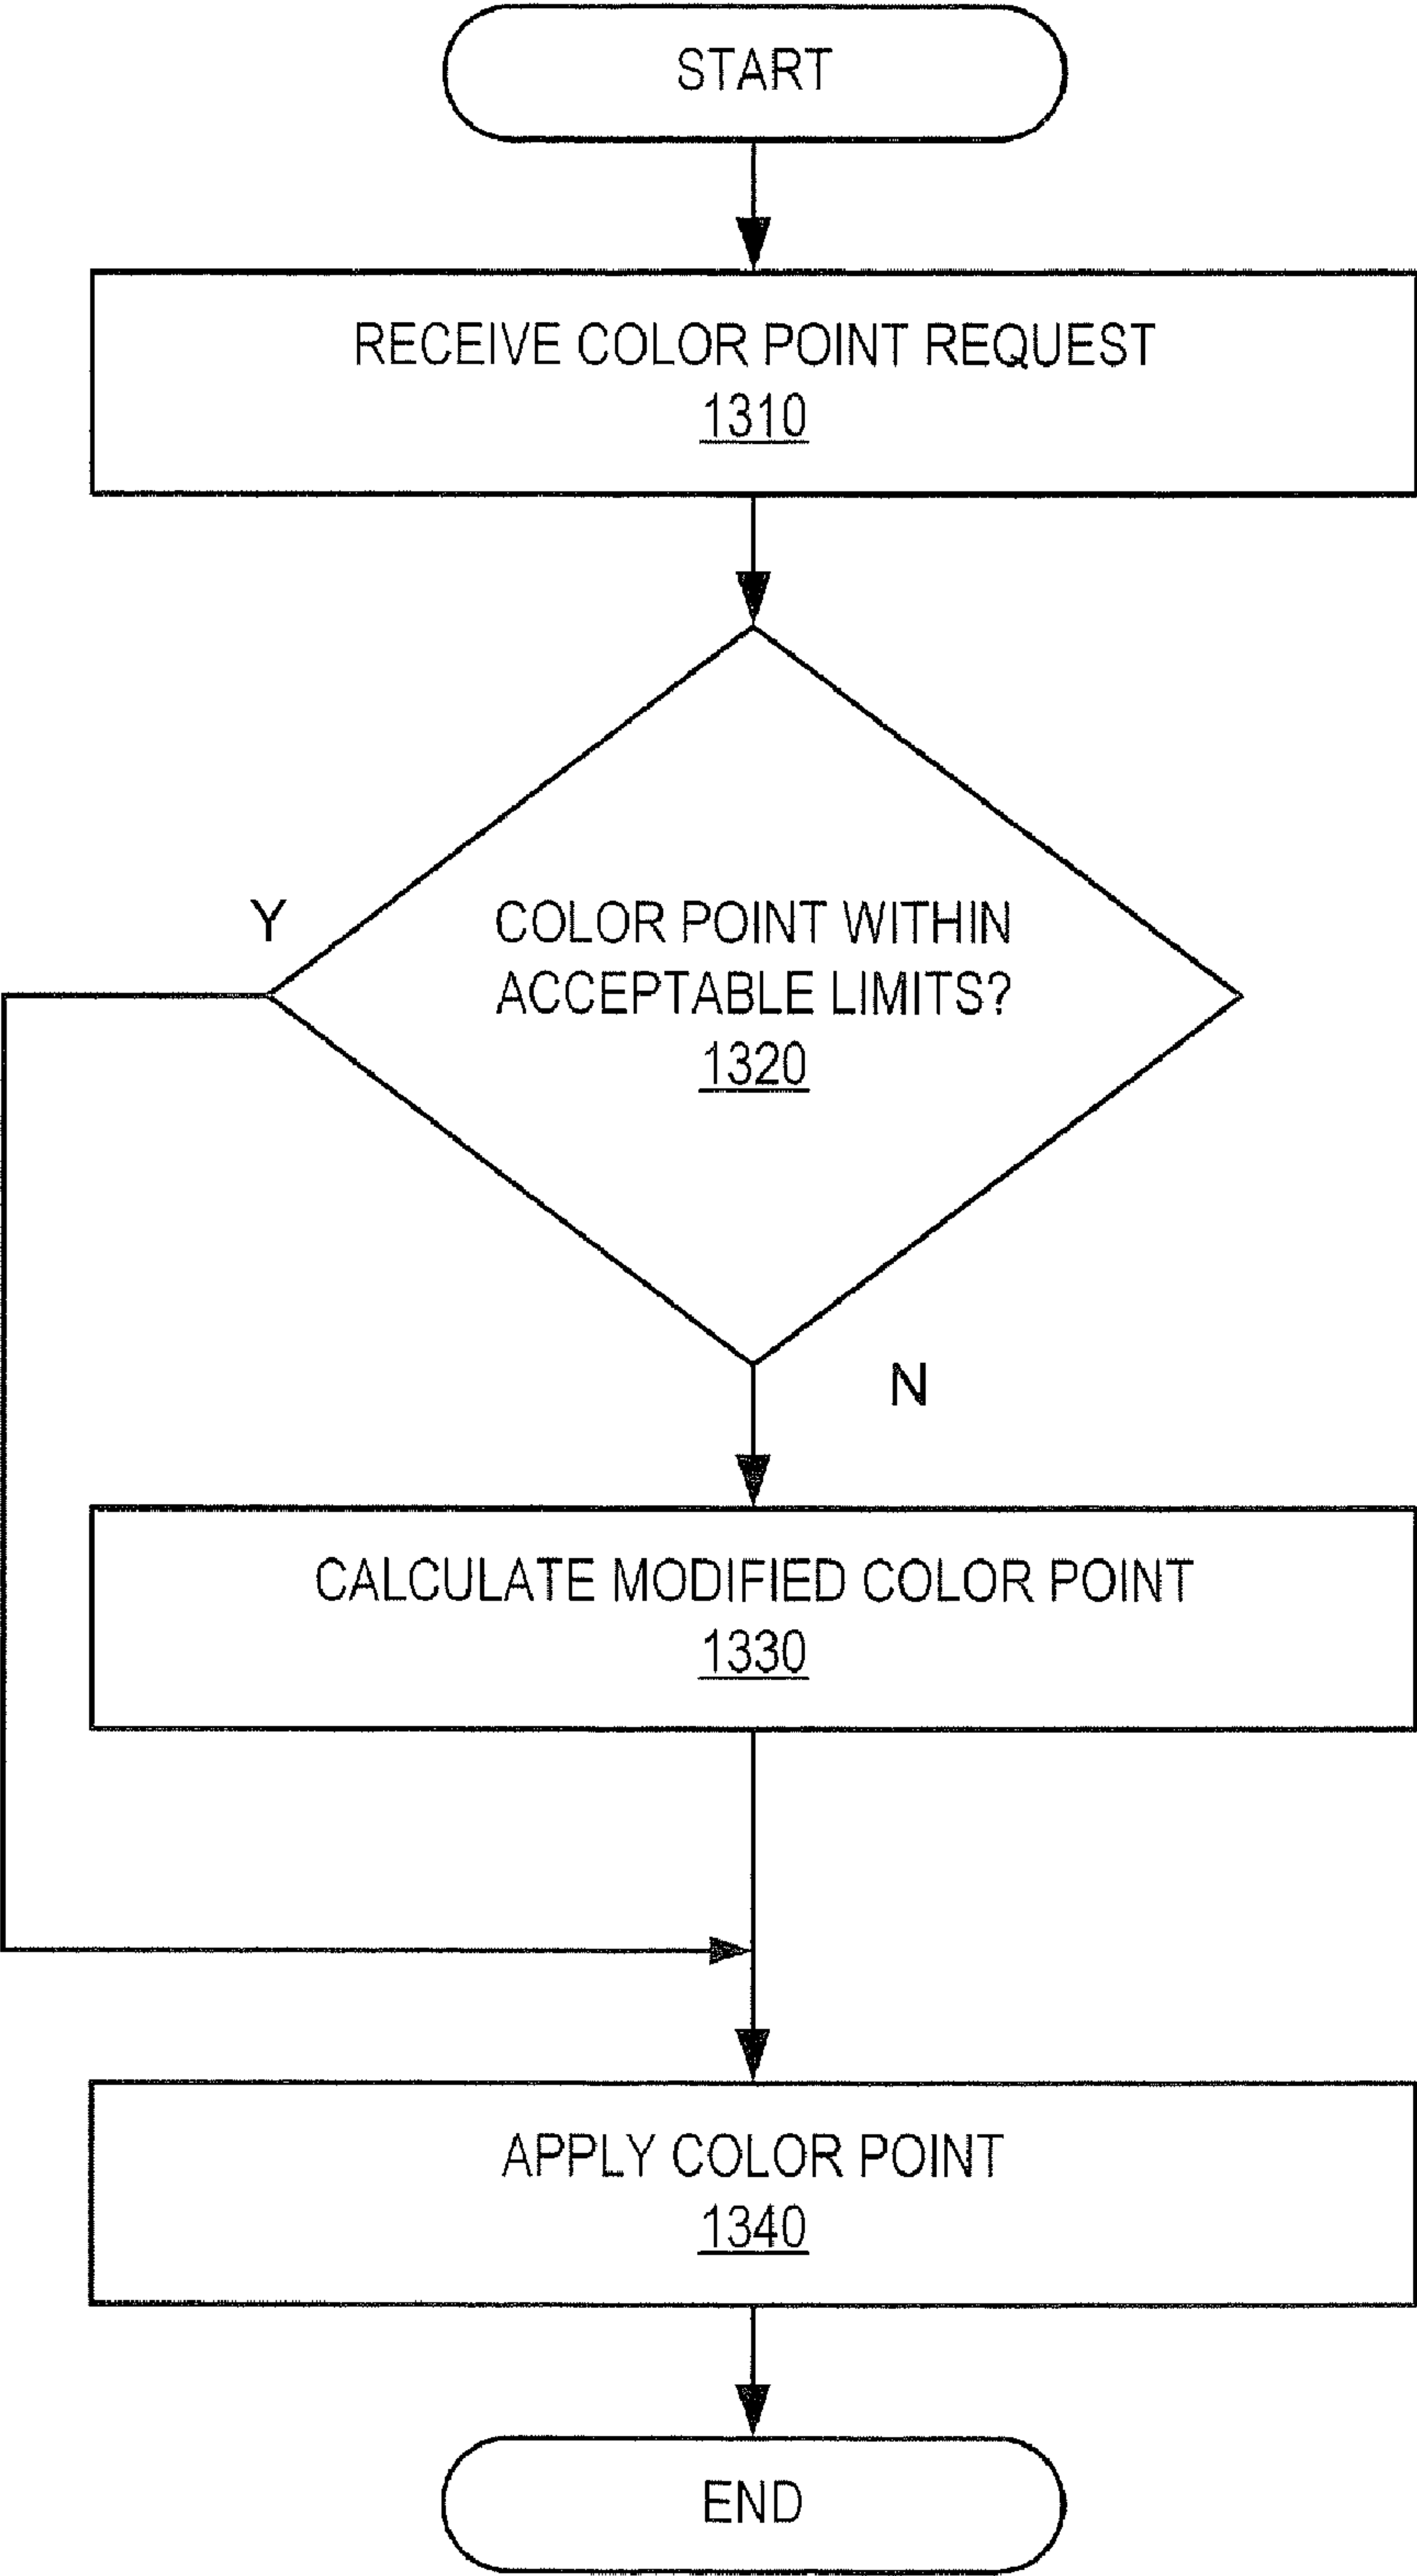 START
RECEIVE COLOR POINT REQUEST
1310
Y
COLOR POINT WITHIN
ACCEPTABLE LIMITS?
1320
N
CALCULATE MODIFIED COLOR POINT
1330
APPLY COLOR POINT
1340
END